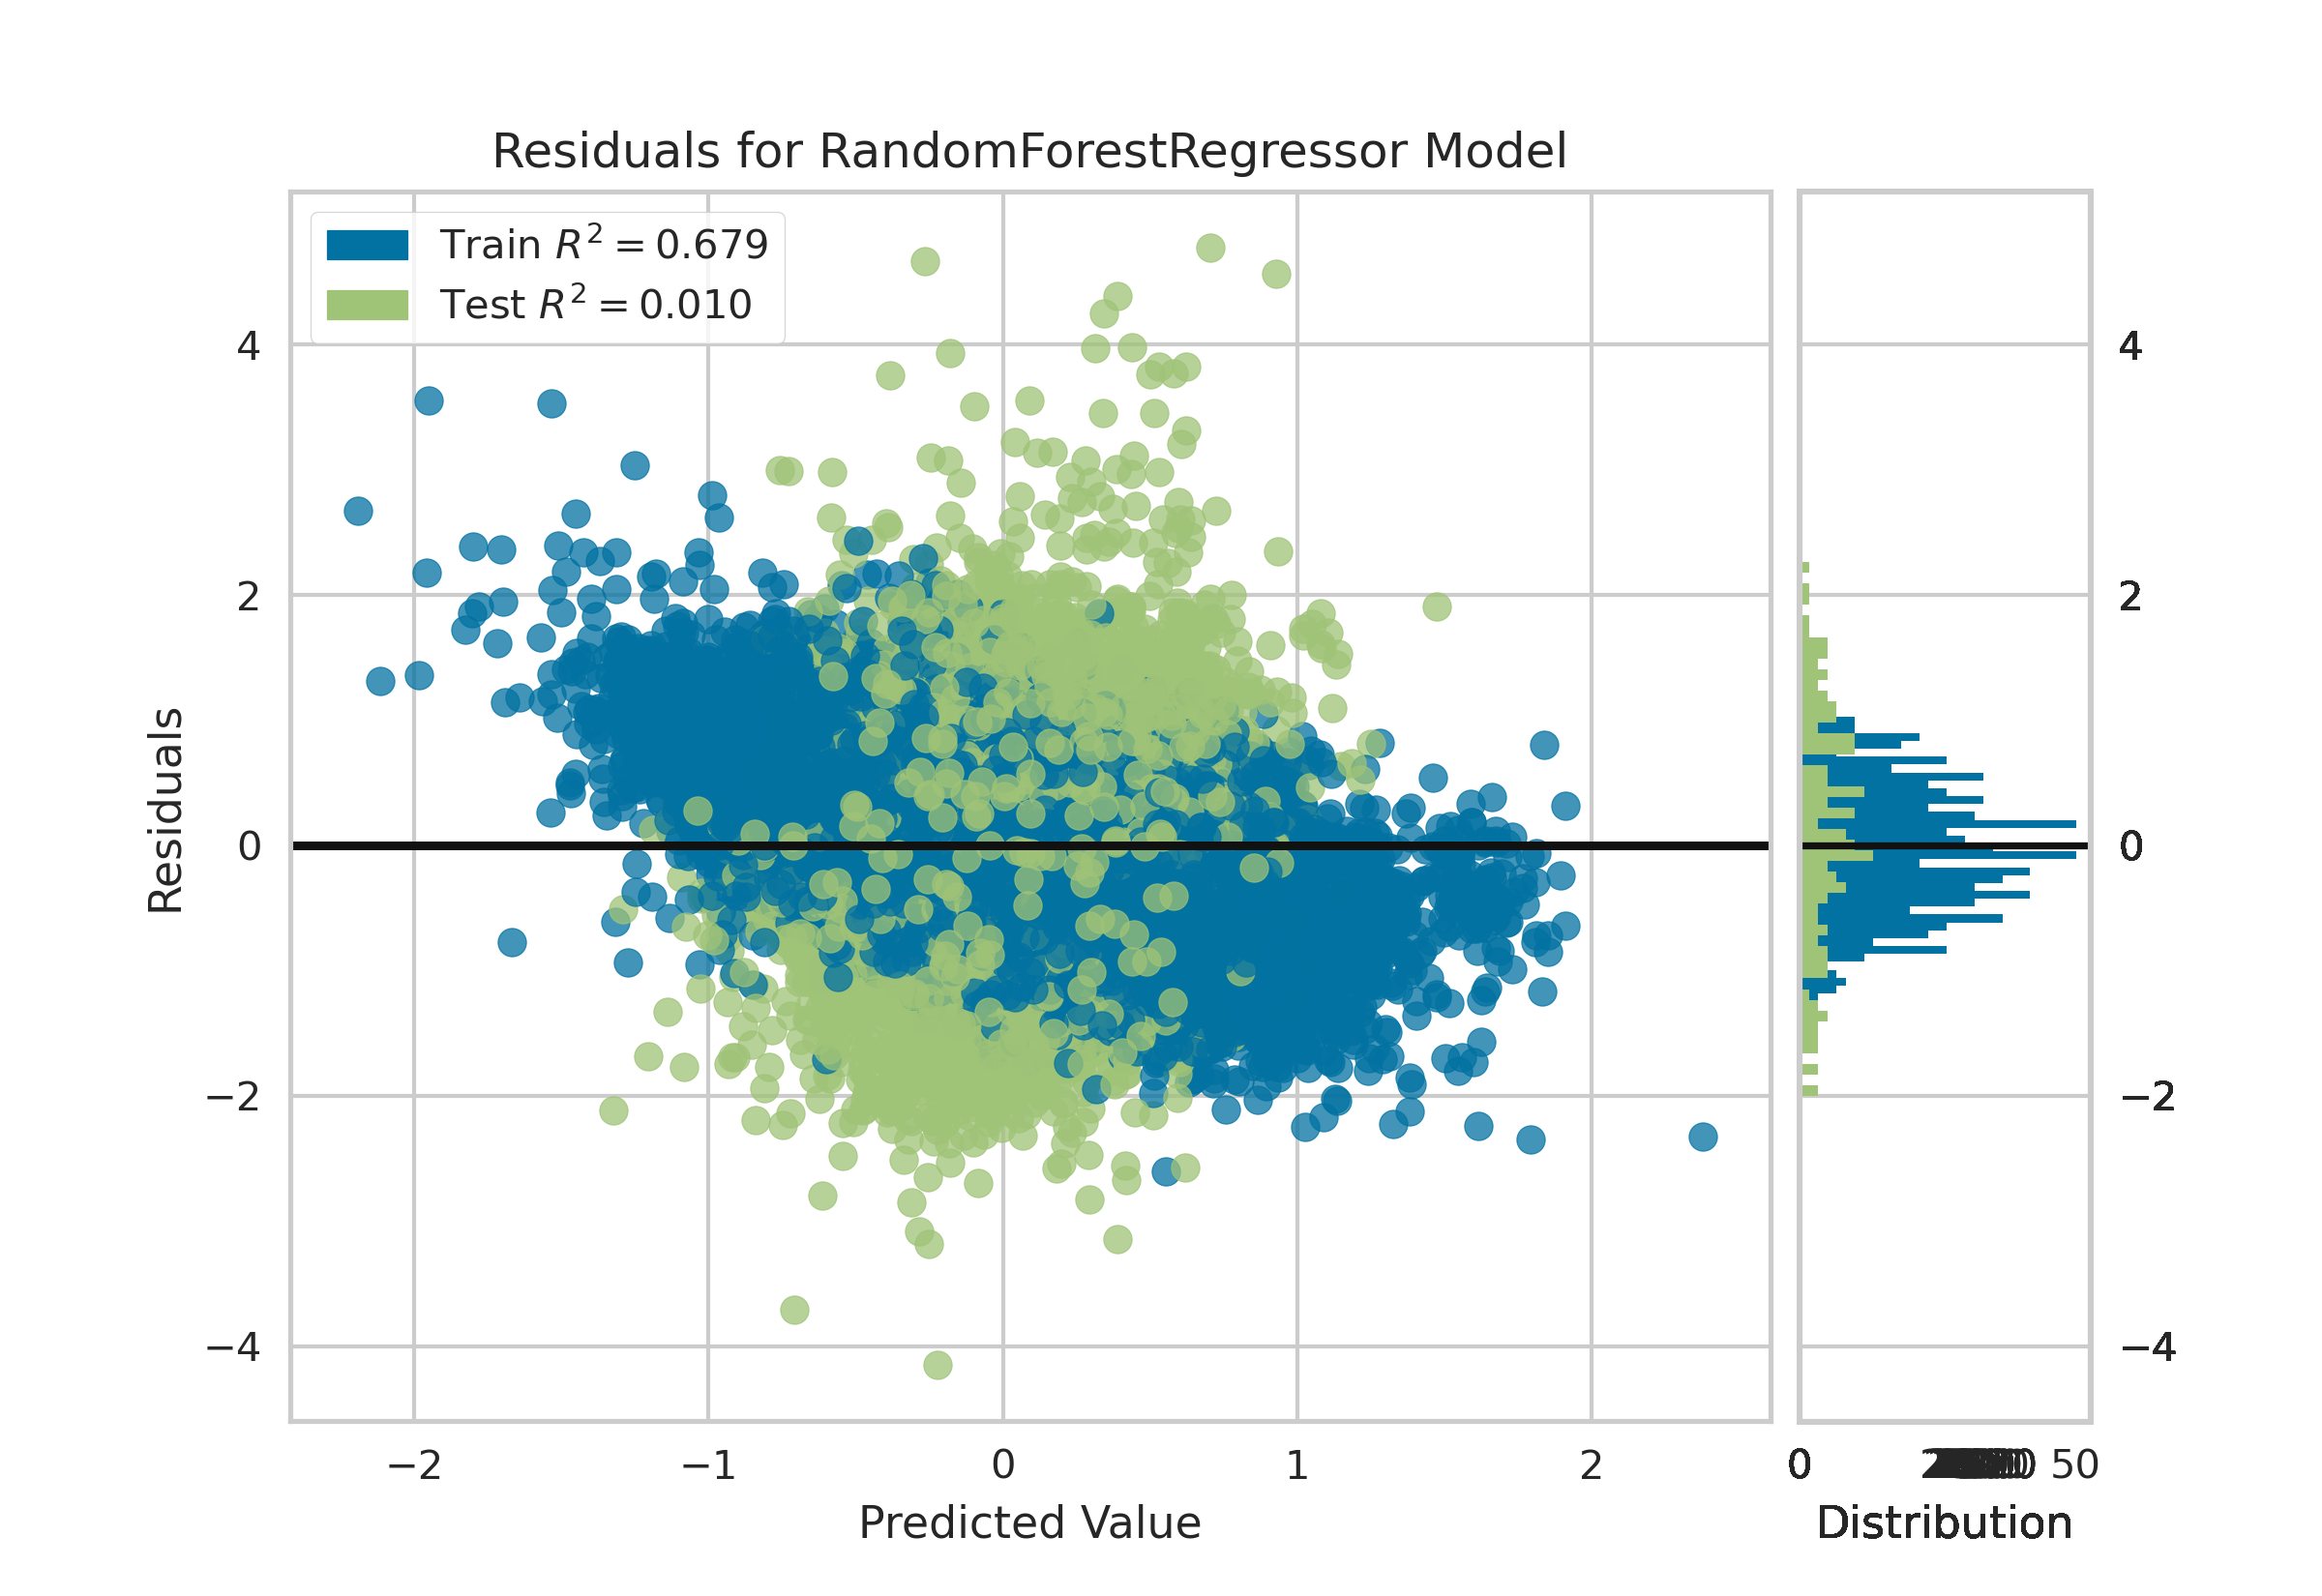 Residuals for RandomForestRegressor Model
Train R² = 0.679
Test R² = 0.010
Residuals
4
2
0
−2
−4
4
2
0
−2
−4
−2
−1
0
1
2
0
50
Predicted Value
Distribution